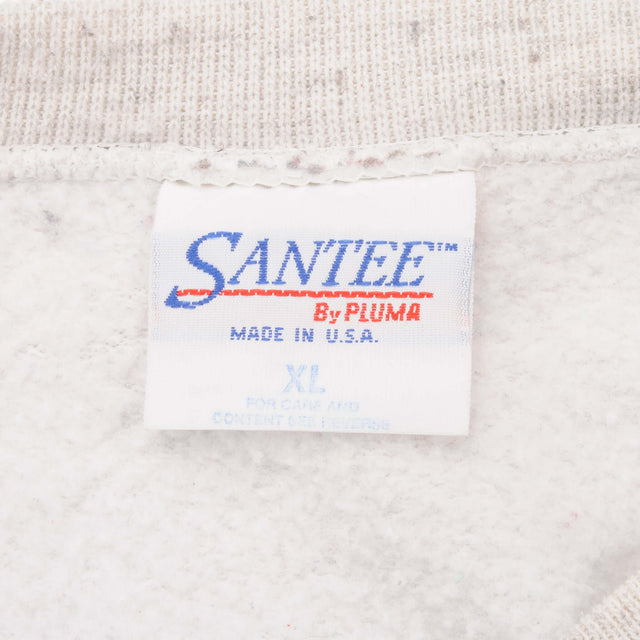 SANTEE™
By PLUMA
MADE IN U.S.A.
XL
FOR CARE AND
CONTENT SEE REVERSE